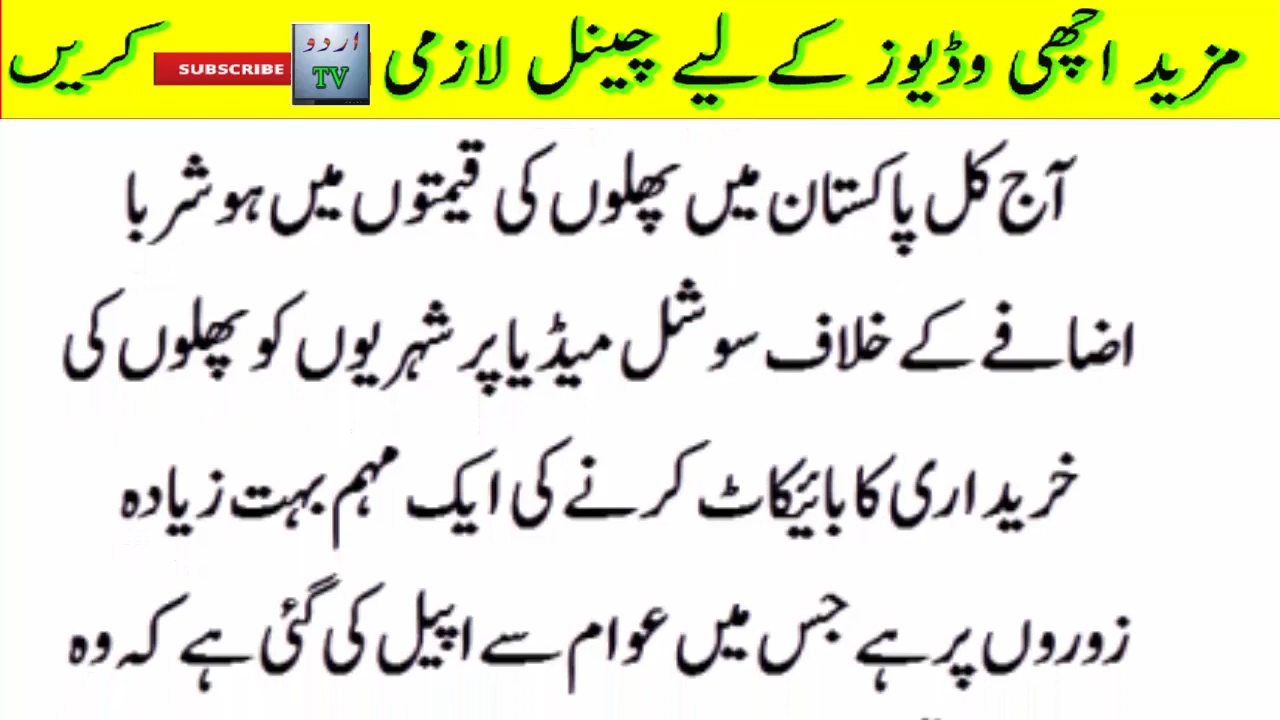 مزید اچھی وڈیوز کے لیے چینل لازمی SUBSCRIBE اردو TV کریں
آج کل پاکستان میں پھلوں کی قیمتوں میں ہوشربا
اضافے کے خلاف سوشل میڈیا پر شہریوں کو پھلوں کی
خریداری کا بائیکاٹ کرنے کی ایک مہم بہت زیادہ
زوروں پر ہے جس میں عوام سے اپیل کی گئی ہے کہ وہ